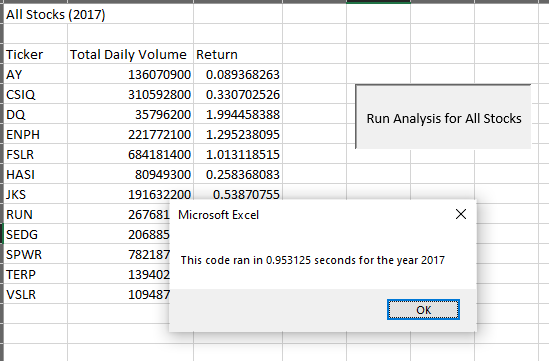 All Stocks (2017)
Ticker Total Daily Volume Return
AY 136070900 0.089368263
CSIQ 310592800 0.330702526
DQ 35796200 1.994458388
ENPH 221772100 1.295238095
Run Analysis for All Stocks
FSLR 684181400 1.013118515
HASI 80949300 0.258368083
JKS 191632200 0.53870755
RUN 267681
Microsoft Excel
SEDG 206885
SPWR 782187
This code ran in 0.953125 seconds for the year 2017
TERP 139402
VSLR 109487
OK